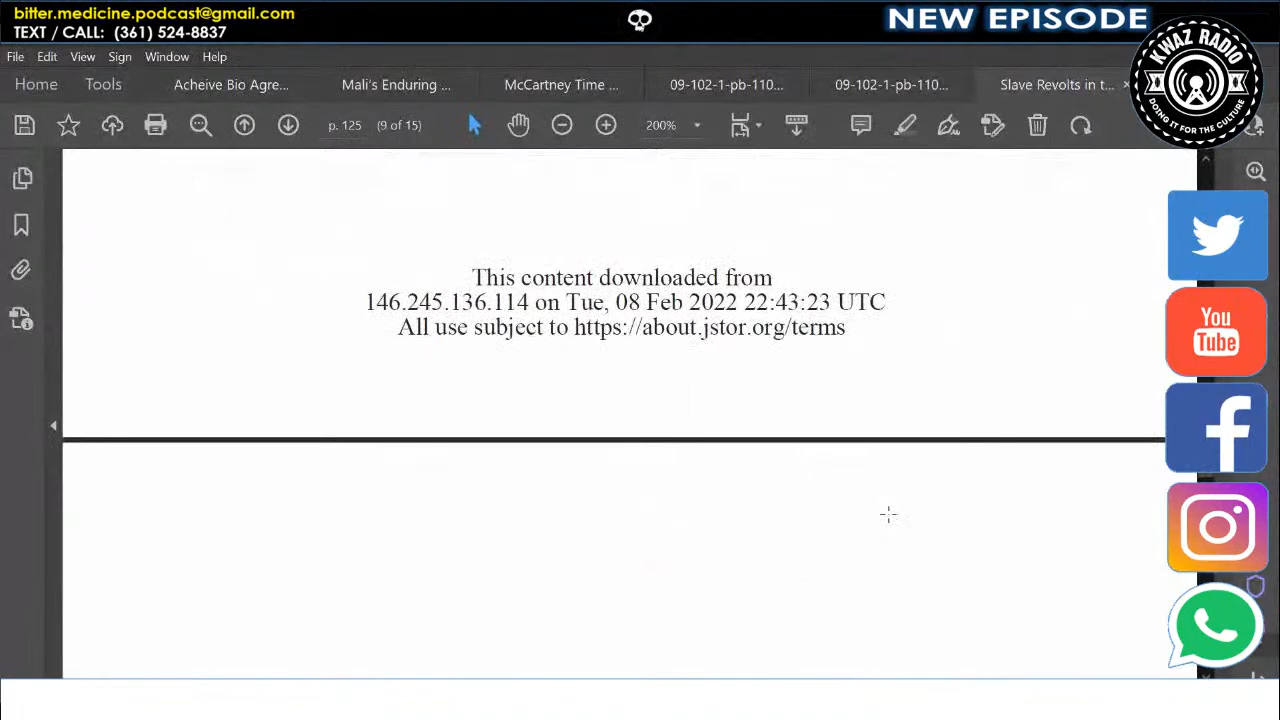 bitter.medicine.podcast@gmail.com
TEXT / CALL: (361) 524-8837
NEW EPISODE
KWAZ RADIO
DOING IT FOR THE CULTURE
File Edit View Sign Window Help
Home Tools Acheive Bio Agre... Mali's Enduring ... McCartney Time ... 09-102-1-pb-110... 09-102-1-pb-110... Slave Revolts in t...
p. 125 (9 of 15) 200%
This content downloaded from
146.245.136.114 on Tue, 08 Feb 2022 22:43:23 UTC
All use subject to https://about.jstor.org/terms
You
Tube